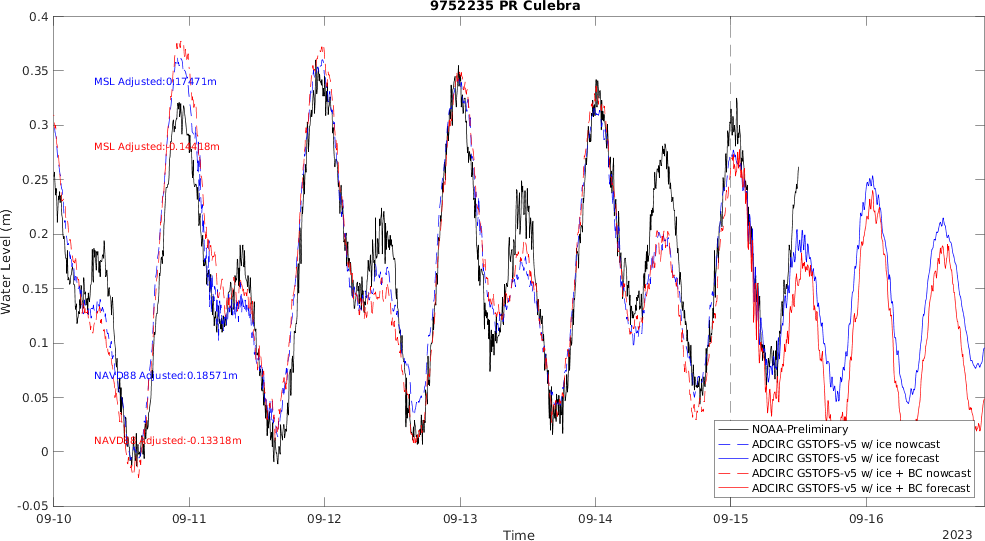 9752235 PR Culebra
0.4
0.35
0.3
0.25
0.2
0.15
0.1
0.05
0
-0.05
Water Level (m)
MSL Adjusted:0.17471m
MSL Adjusted:-0.14418m
NAVD88 Adjusted:0.18571m
NAVD88 Adjusted:-0.13318m
NOAA-Preliminary
ADCIRC GSTOFS-v5 w/ ice nowcast
ADCIRC GSTOFS-v5 w/ ice forecast
ADCIRC GSTOFS-v5 w/ ice + BC nowcast
ADCIRC GSTOFS-v5 w/ ice + BC forecast
09-10 09-11 09-12 09-13 09-14 09-15 09-16
Time
2023